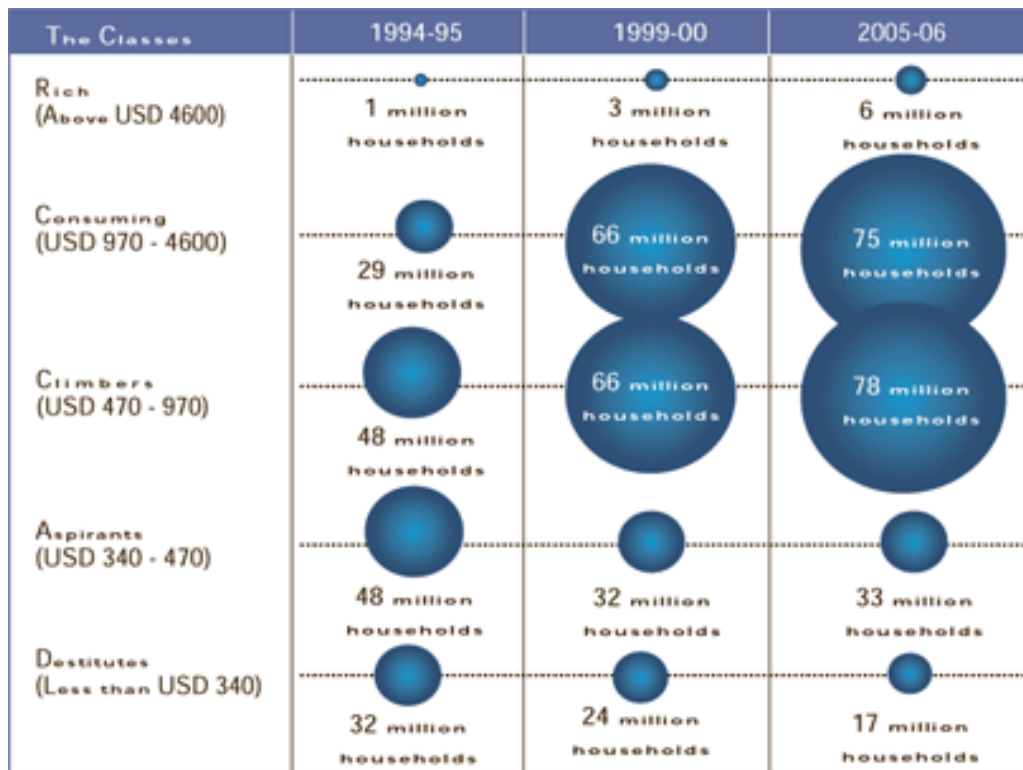 The Classes 1994-95 1999-00 2005-06
Rich
(Above USD 4600)
1 million
households
3 million
households
6 million
households
Consuming
(USD 970 - 4600)
29 million
households
66 million
households
75 million
households
Climbers
(USD 470 - 970)
48 million
households
66 million
households
78 million
households
Aspirants
(USD 340 - 470)
48 million
households
32 million
households
33 million
households
Destitutes
(Less than USD 340)
32 million
households
24 million
households
17 million
households